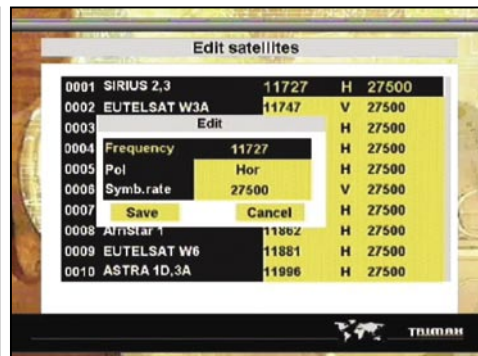 Edit satellites
0001 SIRIUS 2,3 11727 H 27500
0002 EUTELSAT W3A 11747 V 27500
0003 Edit H 27500
0004 Frequency 11727 H 27500
0005 Pol Hor H 27500
0006 Symb.rate 27500 V 27500
0007 Save Cancel H 27500
0008 AfriStar 1 11862 H 27500
0009 EUTELSAT W6 11881 H 27500
0010 ASTRA 1D,3A 11996 H 27500
TRIMAX